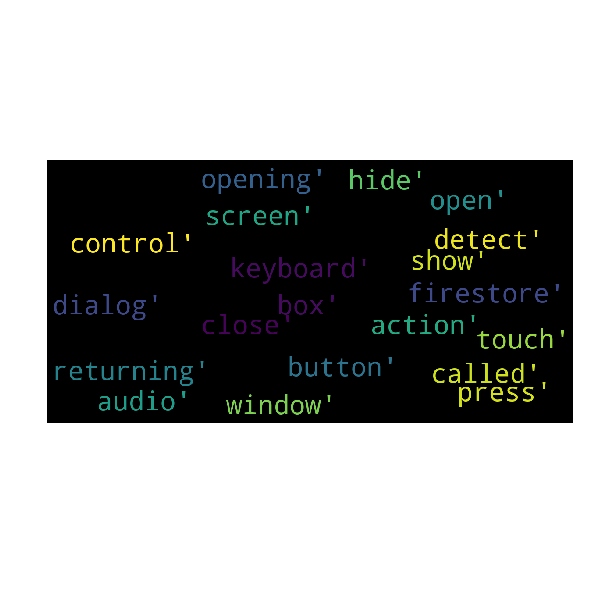 opening' hide'
open'
screen'
control' detect'
show'
keyboard'
dialog' box' firestore'
close' action'
touch'
returning' button' called'
press'
audio' window'